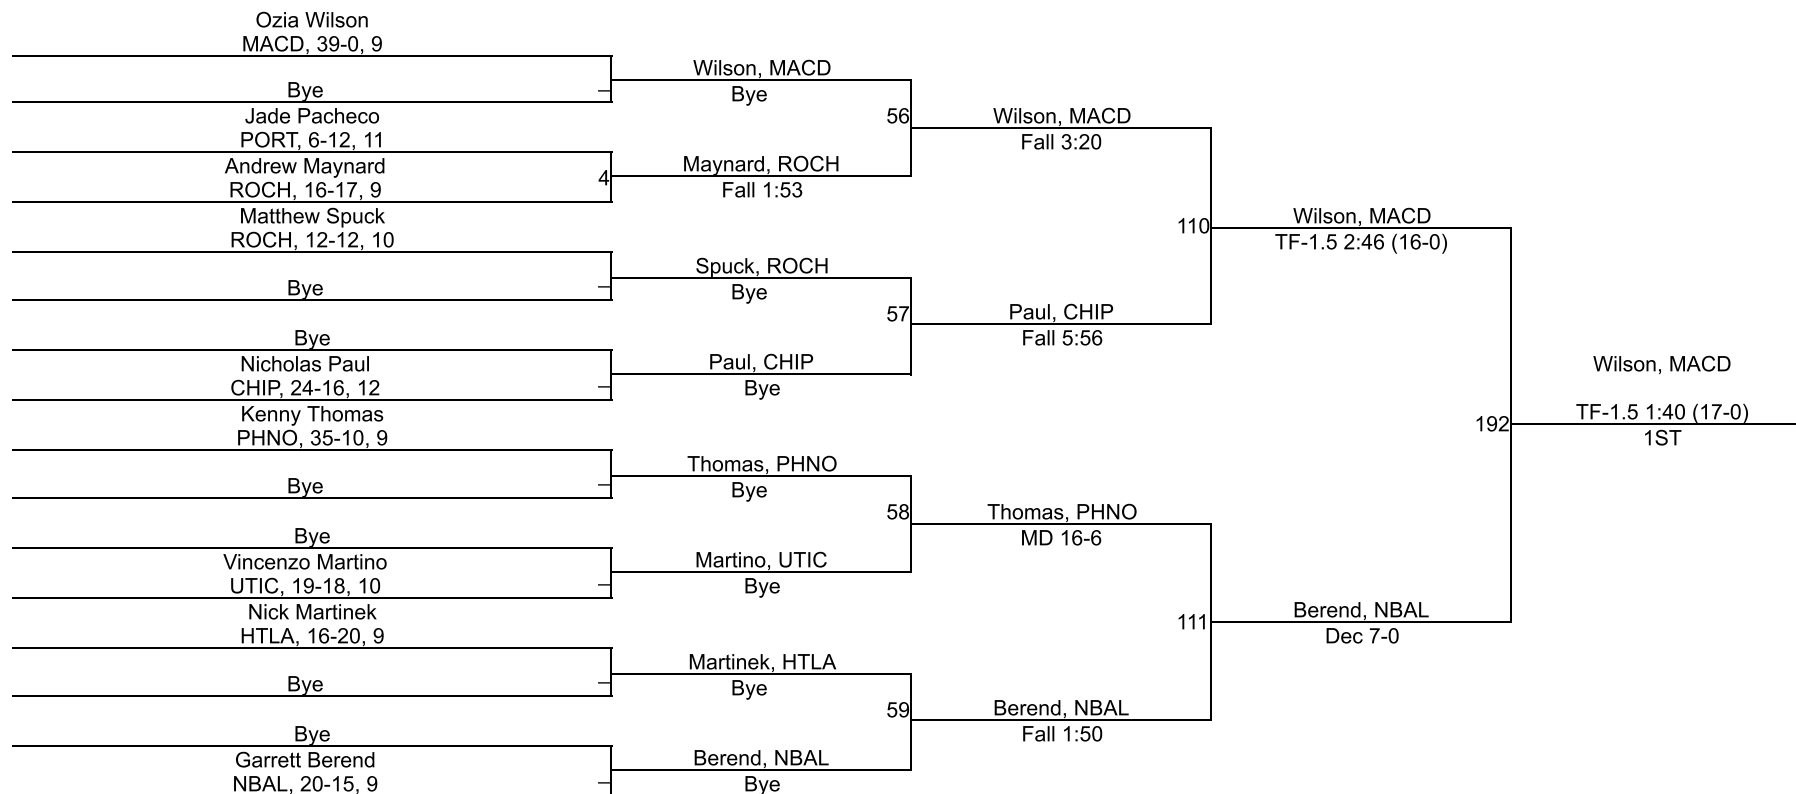 Ozia Wilson
MACD, 39-0, 9
Bye
Jade Pacheco
PORT, 6-12, 11
Andrew Maynard
ROCH, 16-17, 9
4
Matthew Spuck
ROCH, 12-12, 10
Bye
Bye
Nicholas Paul
CHIP, 24-16, 12
Kenny Thomas
PHNO, 35-10, 9
Bye
Bye
Vincenzo Martino
UTIC, 19-18, 10
Nick Martinek
HTLA, 16-20, 9
Bye
Bye
Garrett Berend
NBAL, 20-15, 9
Wilson, MACD
Bye
56
Maynard, ROCH
Fall 1:53
Spuck, ROCH
Bye
57
Paul, CHIP
Bye
Thomas, PHNO
Bye
58
Martino, UTIC
Bye
Martinek, HTLA
Bye
59
Berend, NBAL
Bye
Wilson, MACD
Fall 3:20
110
Paul, CHIP
Fall 5:56
Thomas, PHNO
MD 16-6
111
Berend, NBAL
Fall 1:50
Wilson, MACD
TF-1.5 2:46 (16-0)
192
Berend, NBAL
Dec 7-0
Wilson, MACD
TF-1.5 1:40 (17-0)
1ST